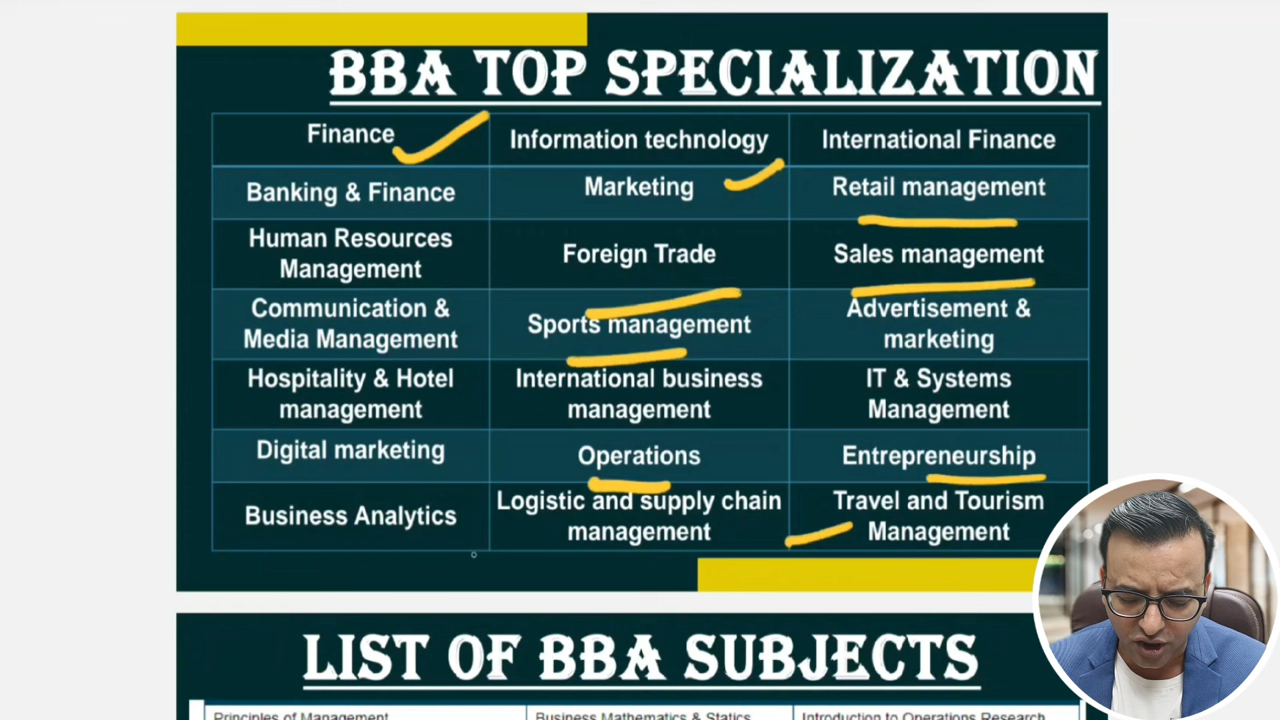 BBA TOP SPECIALIZATION
Finance
Information technology
International Finance
Banking & Finance
Marketing
Retail management
Human Resources
Management
Foreign Trade
Sales management
Communication &
Media Management
Sports management
Advertisement &
marketing
Hospitality & Hotel
management
International business
management
IT & Systems
Management
Digital marketing
Operations
Entrepreneurship
Business Analytics
Logistic and supply chain
management
Travel and Tourism
Management
LIST OF BBA SUBJECTS
Principles of Management
Business Mathematics & Statics
Introduction to Operations Research